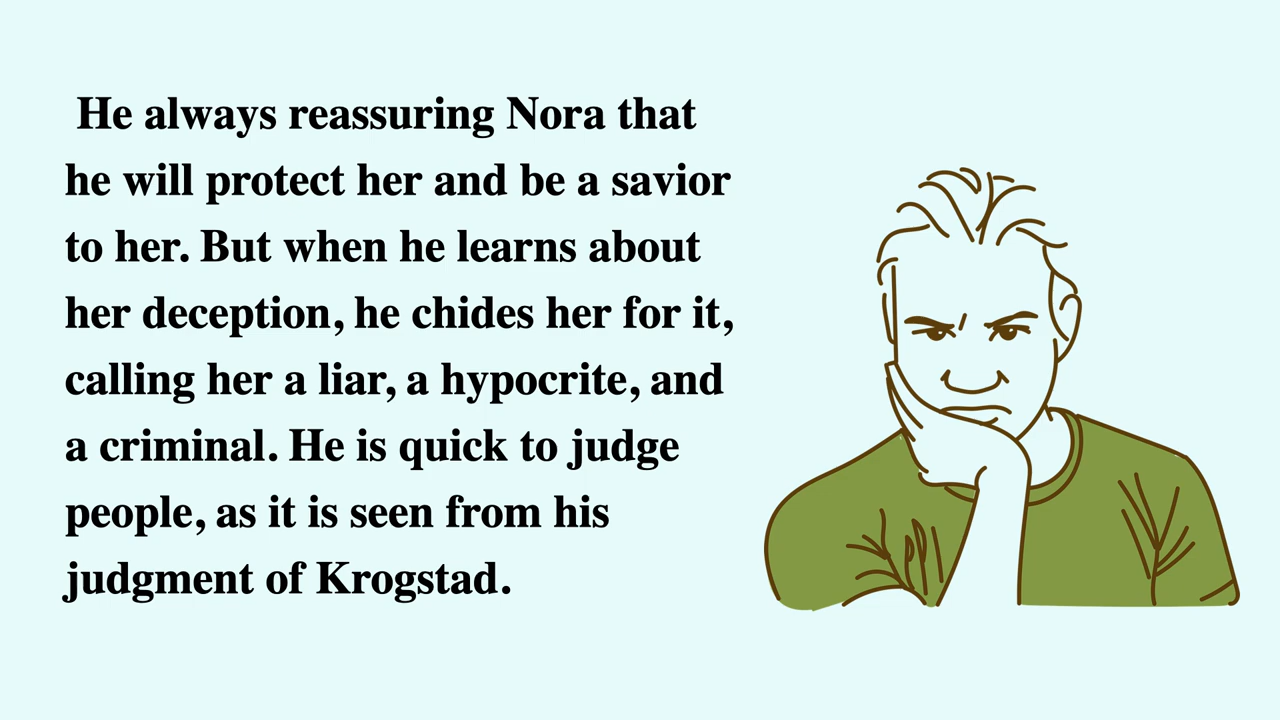 He always reassuring Nora that
he will protect her and be a savior
to her. But when he learns about
her deception, he chides her for it,
calling her a liar, a hypocrite, and
a criminal. He is quick to judge
people, as it is seen from his
judgment of Krogstad.